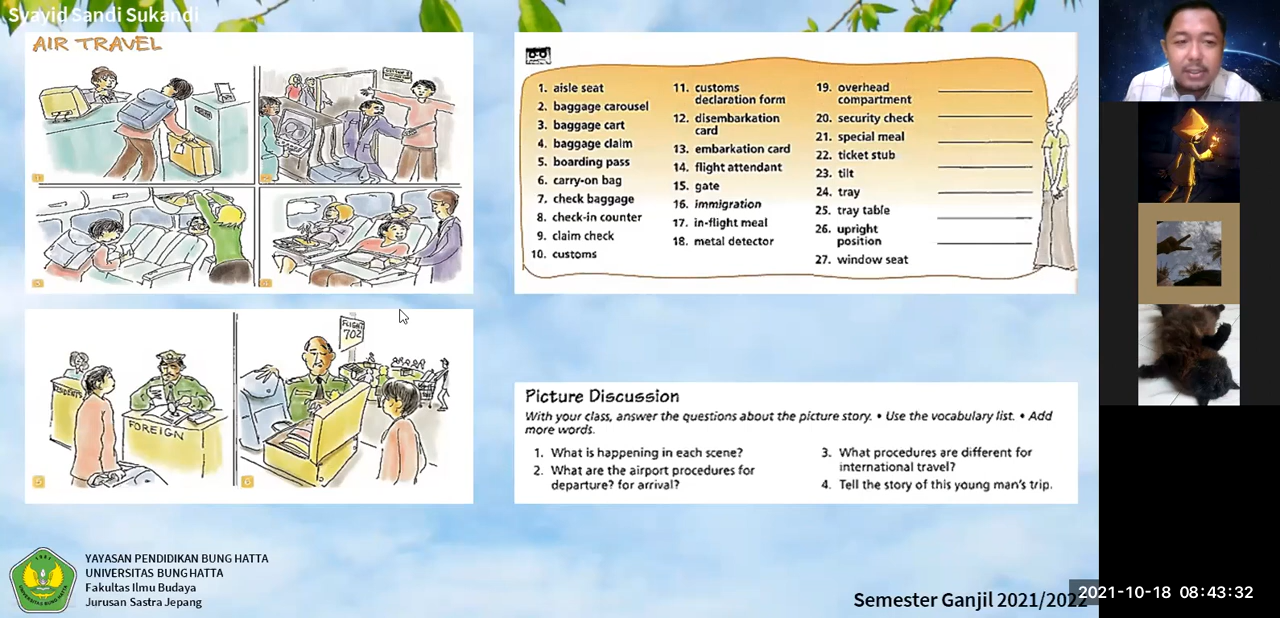 Syayid Sandi Sukandi
AIR TRAVEL
1. aisle seat
2. baggage carousel
3. baggage cart
4. baggage claim
5. boarding pass
6. carry-on bag
7. check baggage
8. check-in counter
9. claim check
10. customs
11. customs
declaration form
12. disembarkation
card
13. embarkation card
14. flight attendant
15. gate
16. immigration
17. in-flight meal
18. metal detector
19. overhead
compartment
20. security check
21. special meal
22. ticket stub
23. tilt
24. tray
25. tray table
26. upright
position
27. window seat
FOREIGN
FLIGHT
702
Picture Discussion
With your class, answer the questions about the picture story. • Use the vocabulary list. • Add
more words.
1. What is happening in each scene?
2. What are the airport procedures for
departure? for arrival?
3. What procedures are different for
international travel?
4. Tell the story of this young man's trip.
YAYASAN PENDIDIKAN BUNG HATTA
UNIVERSITAS BUNG HATTA
Fakultas Ilmu Budaya
Jurusan Sastra Jepang
Semester Ganjil 2021/2022
2021-10-18 08:43:32